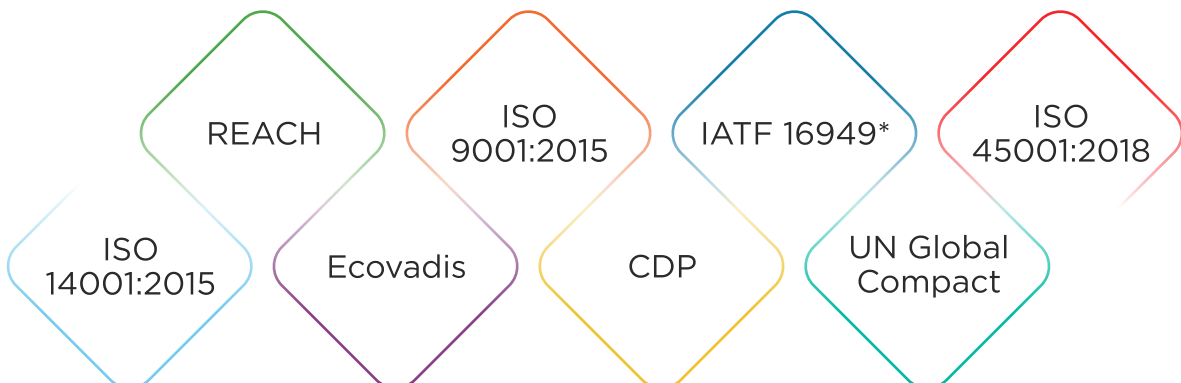 REACH
ISO
9001:2015
IATF 16949*
ISO
45001:2018
ISO
14001:2015
Ecovadis
CDP
UN Global
Compact